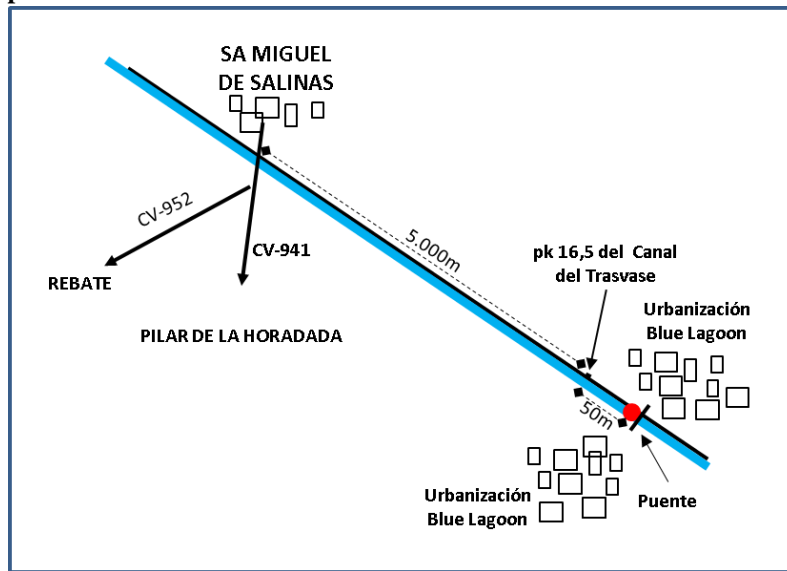 SA MIGUEL
DE SALINAS
CV-952
CV-941
5.000m
REBATE
PILAR DE LA HORADADA
pk 16,5 del Canal
del Trasvase
Urbanización
Blue Lagoon
50m
Urbanización
Blue Lagoon
Puente